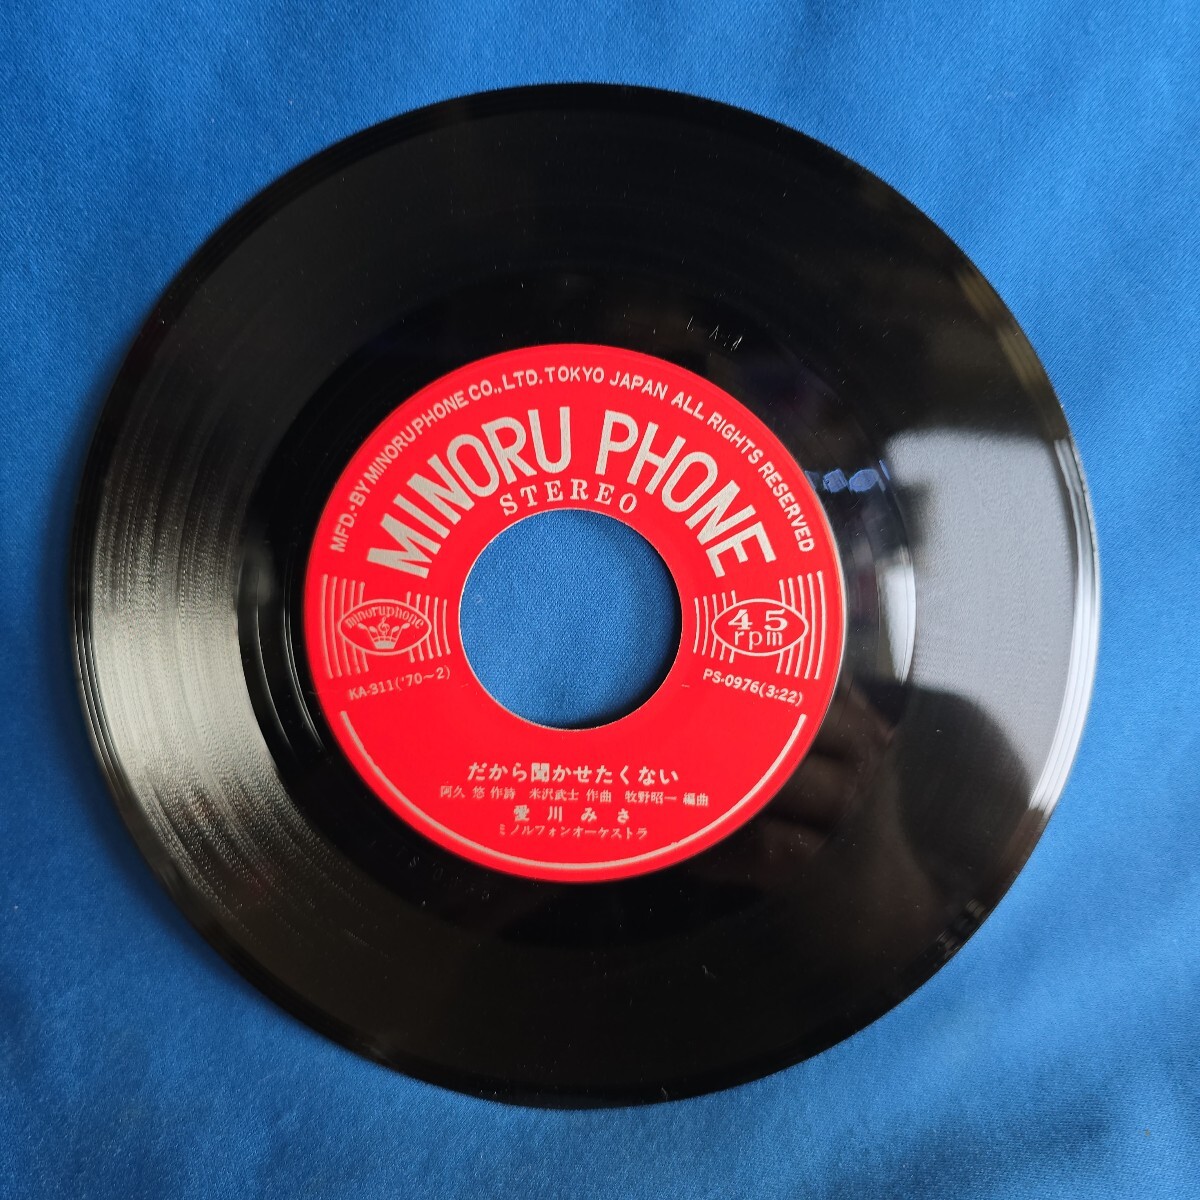 MFD. BY MINORUPHONE CO., LTD. TOKYO JAPAN ALL RIGHTS RESERVED
MINORU PHONE
STEREO
minoruphone
45
rpm
KA-311('70～2)
PS-0976(3:22)
だから聞かせたくない
阿久 悠 作詩 米沢武士 作曲 牧野昭一 編曲
愛川みさ
ミノルフォンオーケストラ